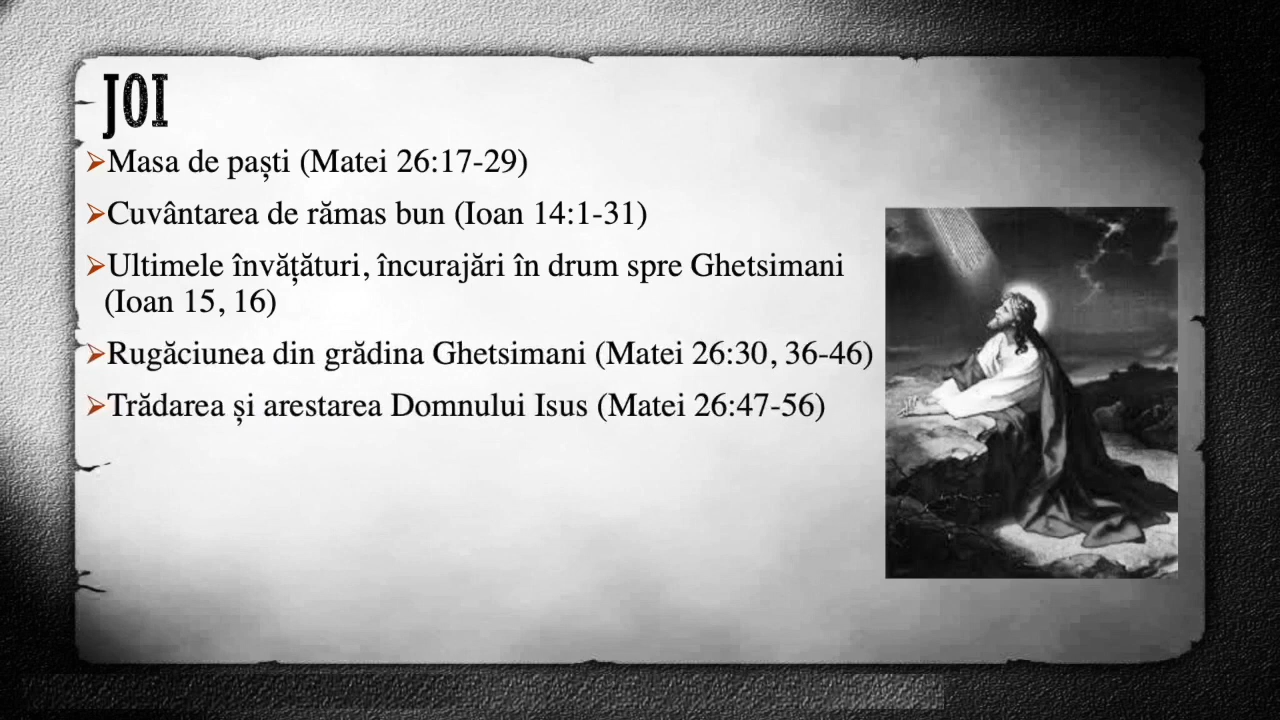 JOI
➢Masa de paști (Matei 26:17-29)
➢Cuvântarea de rămas bun (Ioan 14:1-31)
➢Ultimele învățături, încurajări în drum spre Ghetsimani
(Ioan 15, 16)
➢Rugăciunea din grădina Ghetsimani (Matei 26:30, 36-46)
➢Trădarea și arestarea Domnului Isus (Matei 26:47-56)